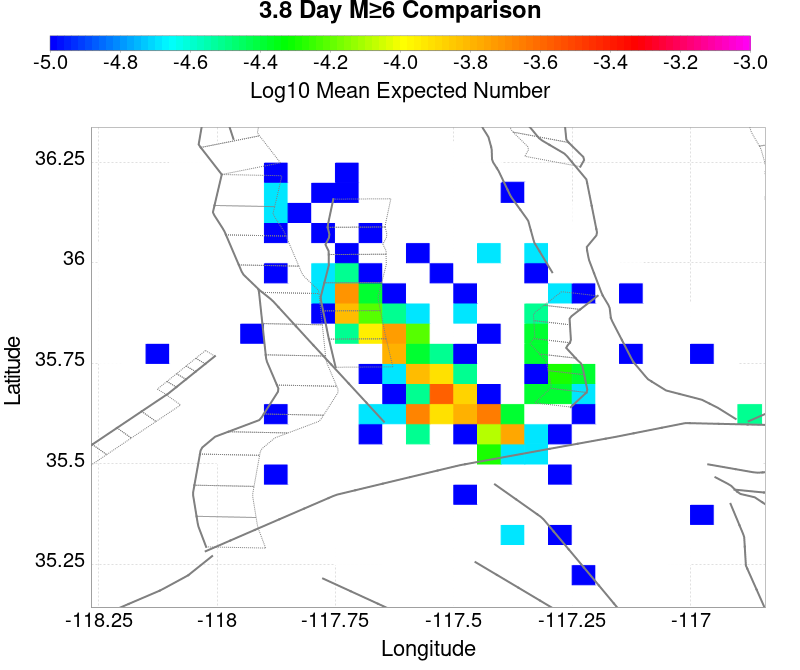 3.8 Day M≥6 Comparison
-5.0 -4.8 -4.6 -4.4 -4.2 -4.0 -3.8 -3.6 -3.4 -3.2 -3.0
Log10 Mean Expected Number
36.25
36
35.75
35.5
35.25
Latitude
-118.25 -118 -117.75 -117.5 -117.25 -117
Longitude